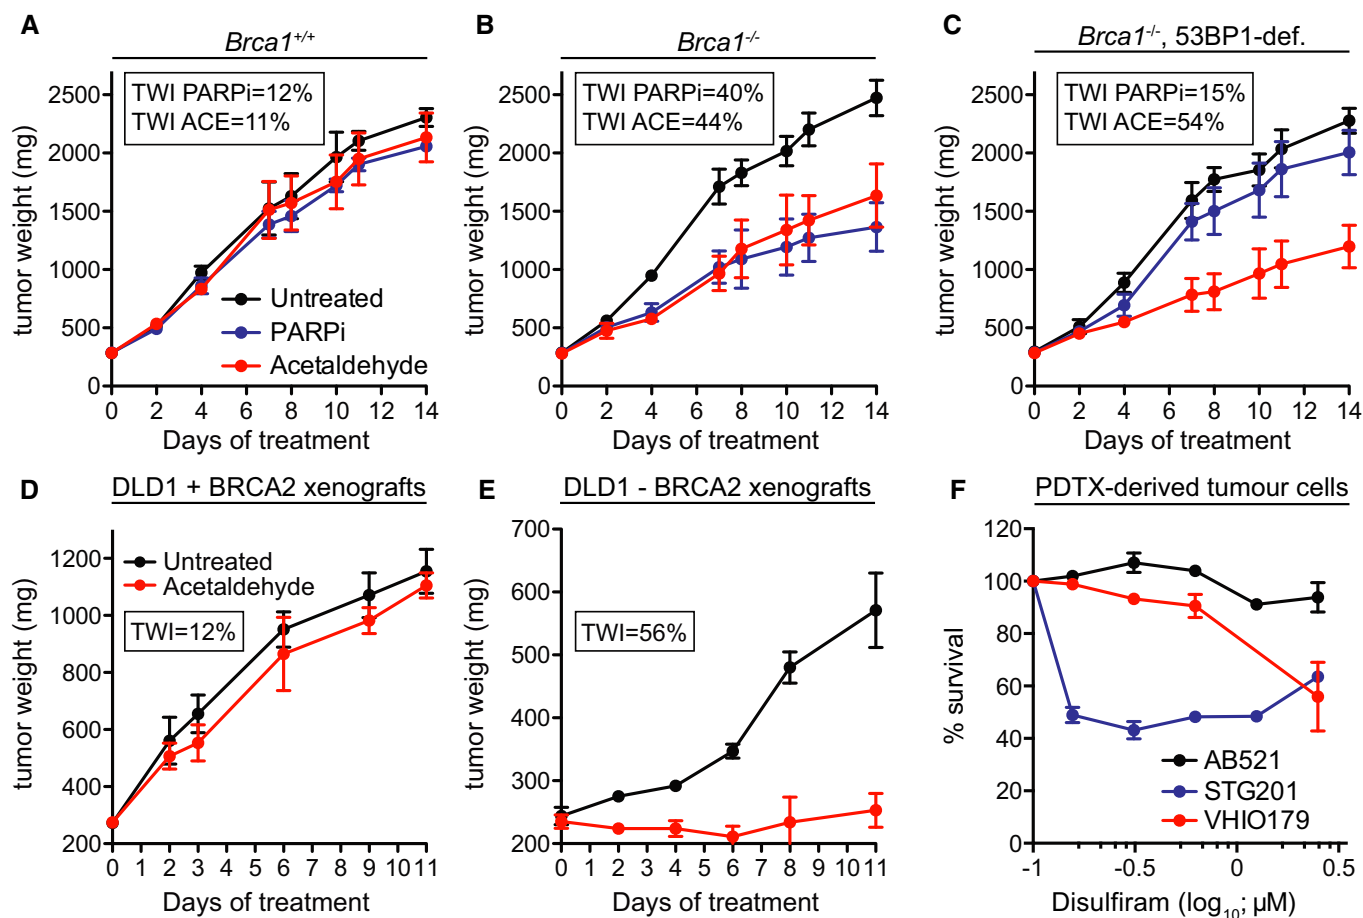 A
Brca1+/+
tumor weight (mg)
2500
2000
1500
1000
500
0
TWI PARPi=12%
TWI ACE=11%
Untreated
PARPi
Acetaldehyde
0 2 4 6 8 10 12 14
Days of treatment
B
Brca1-/-
tumor weight (mg)
2500
2000
1500
1000
500
0
TWI PARPi=40%
TWI ACE=44%
0 2 4 6 8 10 12 14
Days of treatment
C
Brca1-/-, 53BP1-def.
tumor weight (mg)
2500
2000
1500
1000
500
0
TWI PARPi=15%
TWI ACE=54%
0 2 4 6 8 10 12 14
Days of treatment
D
DLD1 + BRCA2 xenografts
tumor weight (mg)
1200
1000
800
600
400
200
Untreated
Acetaldehyde
TWI=12%
0 1 2 3 4 5 6 7 8 9 10 11
Days of treatment
E
DLD1 - BRCA2 xenografts
tumor weight (mg)
700
600
500
400
300
200
TWI=56%
0 1 2 3 4 5 6 7 8 9 10 11
Days of treatment
F
PDTX-derived tumour cells
% survival
120
100
80
60
40
20
0
AB521
STG201
VHIO179
-1 -0.5 0 0.5
Disulfiram (log10; µM)